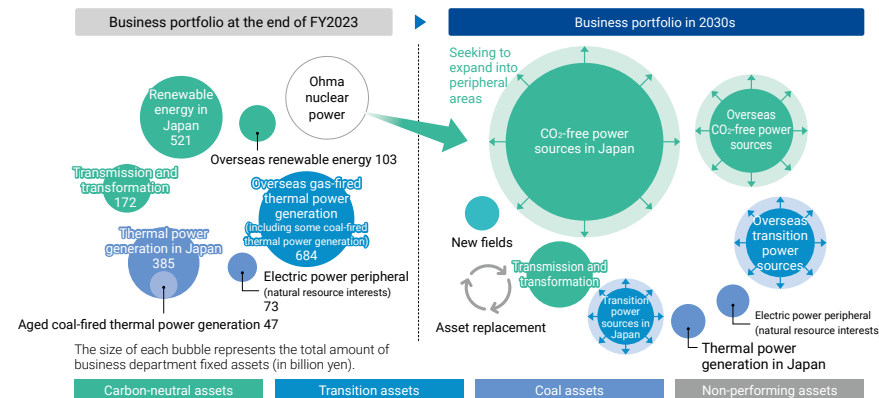 Business portfolio at the end of FY2023
Business portfolio in 2030s
Renewable
energy in
Japan
521
Ohma
nuclear
power
Overseas renewable energy 103
Transmission and
transformation
172
Overseas gas-fired
thermal power
generation
(including some coal-fired
thermal power generation)
684
Thermal power
generation in Japan
385
Electric power peripheral
(natural resource interests)
73
Aged coal-fired thermal power generation 47
The size of each bubble represents the total amount of
business department fixed assets (in billion yen).
Seeking to
expand into
peripheral
areas
CO₂-free power
sources in Japan
Overseas
CO₂-free power
sources
New fields
Overseas
transition
power
sources
Transmission and
transformation
Asset replacement
Transition
power
sources in
Japan
Electric power peripheral
(natural resource interests
Thermal power
generation in Japan
Carbon-neutral assets
Transition assets
Coal assets
Non-performing assets